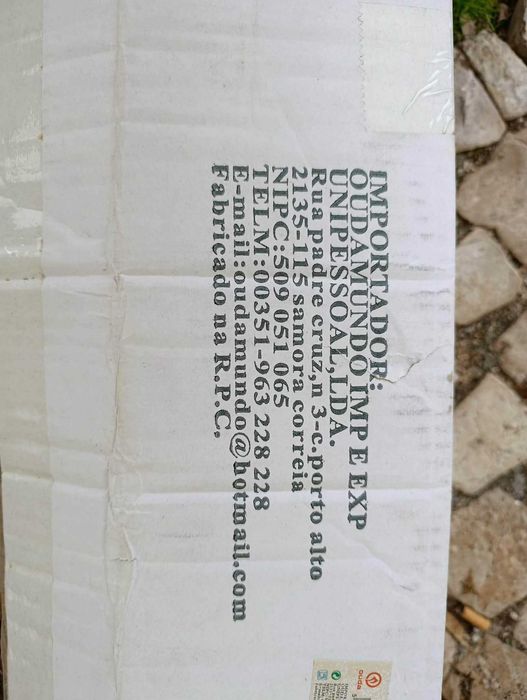 IMPORTADOR:
OUDAMUNDO IMP E EXP
UNIPESSOAL,LDA.
Rua padre cruz,n 3-c.porto alto
2135-115 samora correia
NIPC:509 051 065
TELM:00351-963 228 228
E-mail:oudamundo@hotmail.com
Fabricado na R.P.C.
ouda